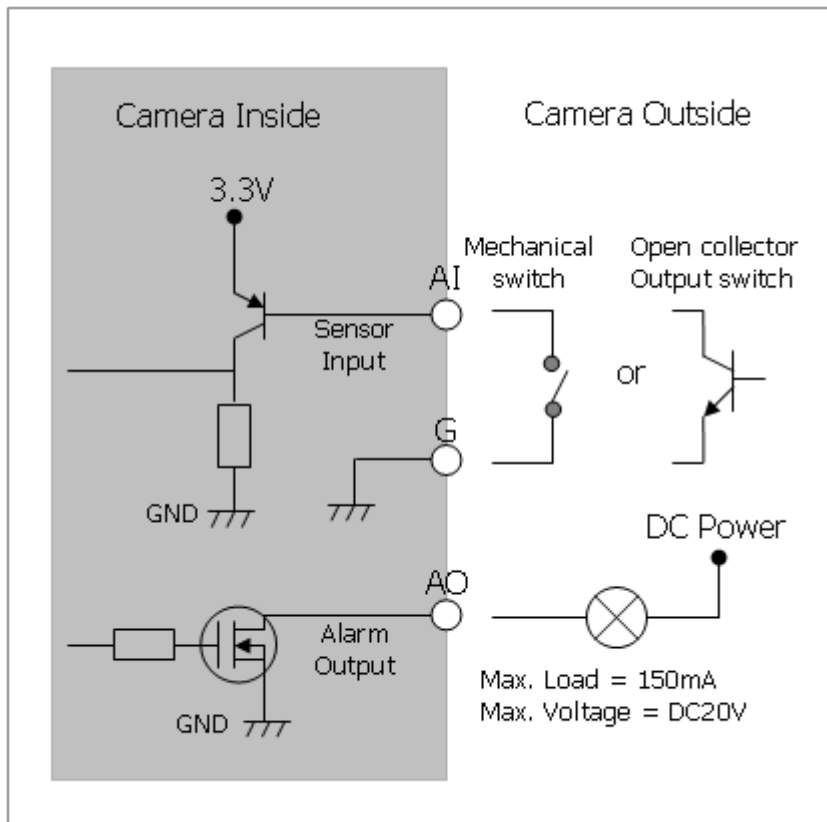 Camera Inside
Camera Outside
3.3V
Mechanical
switch
Open collector
Output switch
AI
Sensor
Input
or
G
GND
DC Power
AO
Alarm
Output
GND
Max. Load = 150mA
Max. Voltage = DC20V